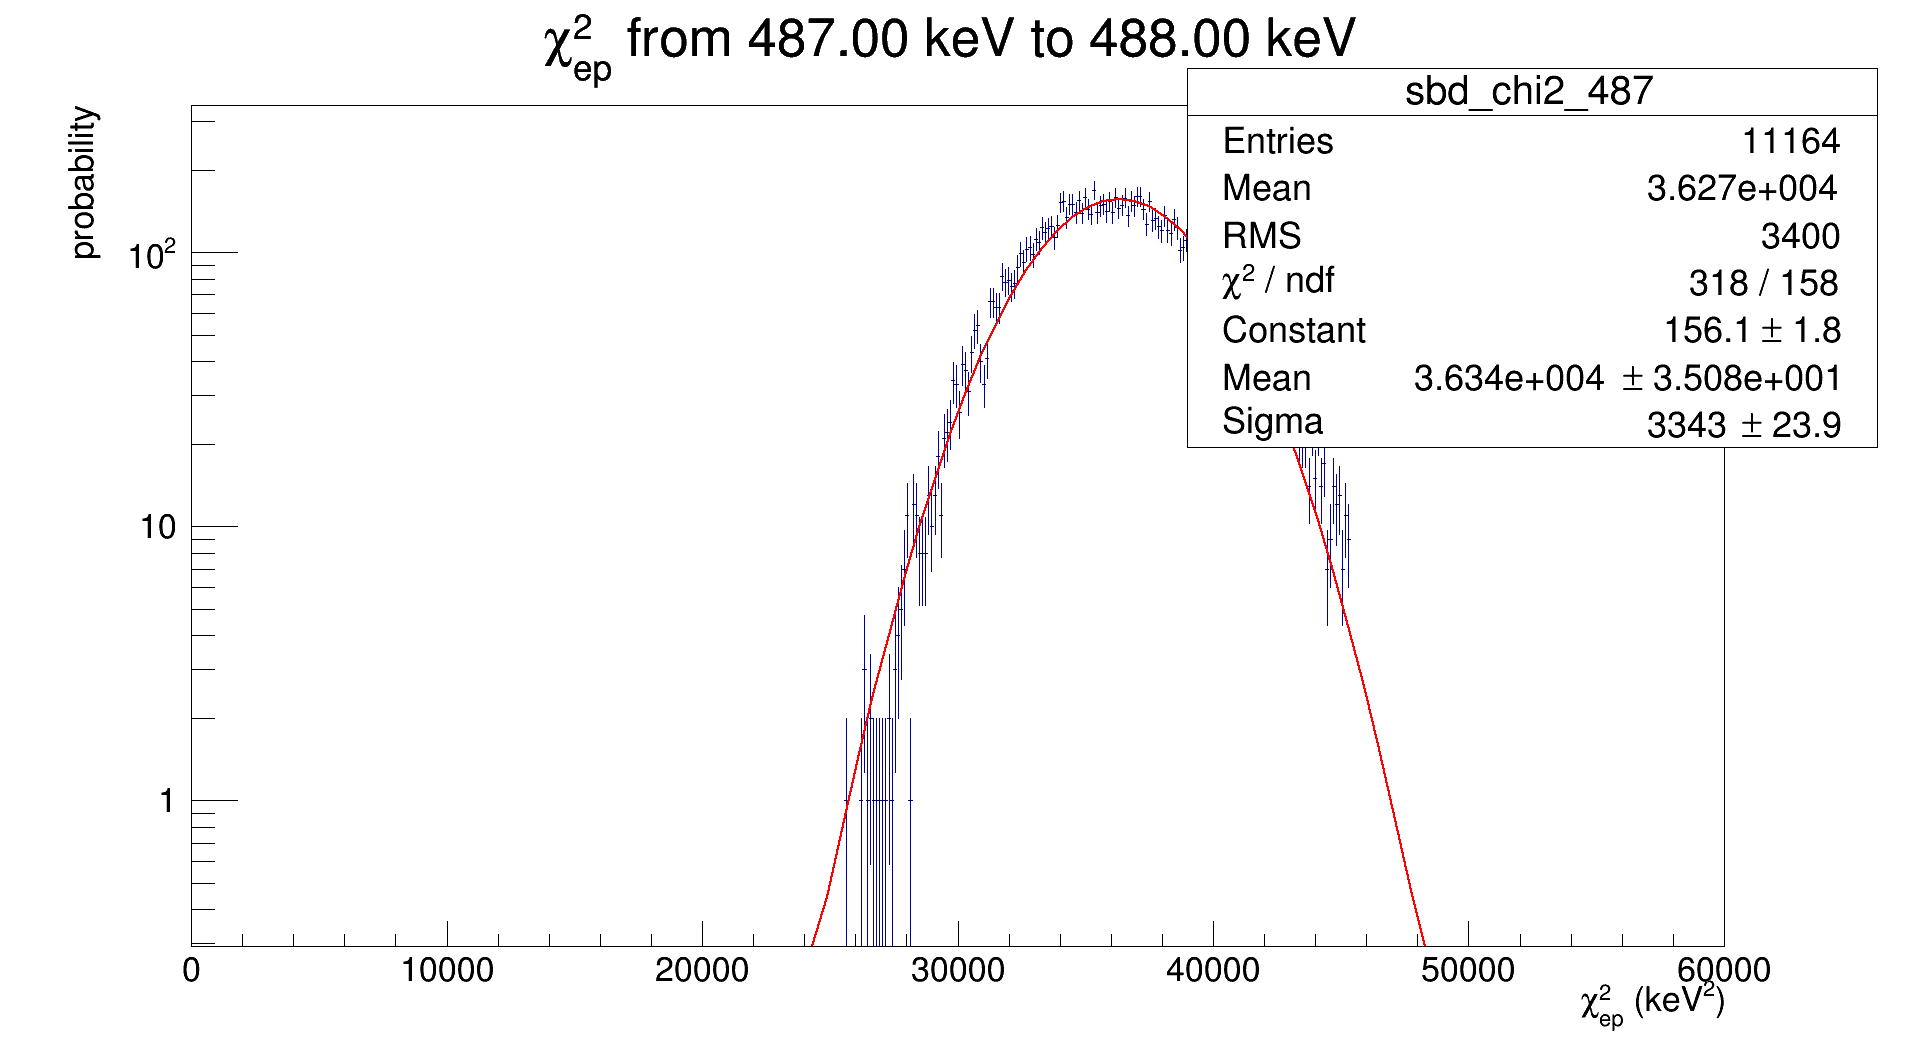 χ²ep from 487.00 keV to 488.00 keV
sbd_chi2_487
Entries 11164
Mean 3.627e+004
RMS 3400
χ² / ndf 318 / 158
Constant 156.1 ± 1.8
Mean 3.634e+004 ± 3.508e+001
Sigma 3343 ± 23.9
probability
10²
10
1
0 10000 20000 30000 40000 50000 60000
χ²ep (keV²)